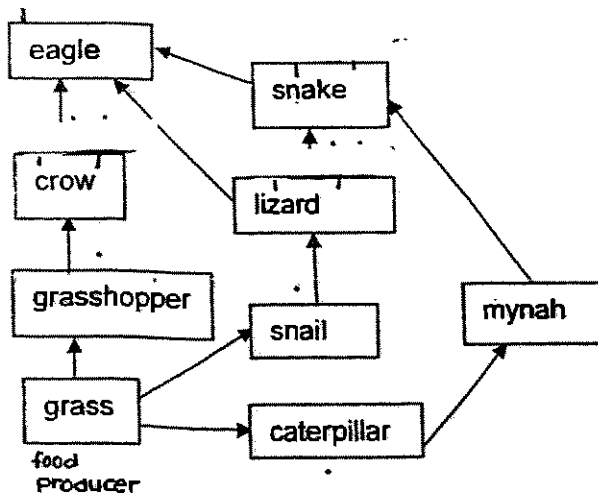 eagle
snake
crow
lizard
grasshopper
snail
mynah
grass
caterpillar
food
producer